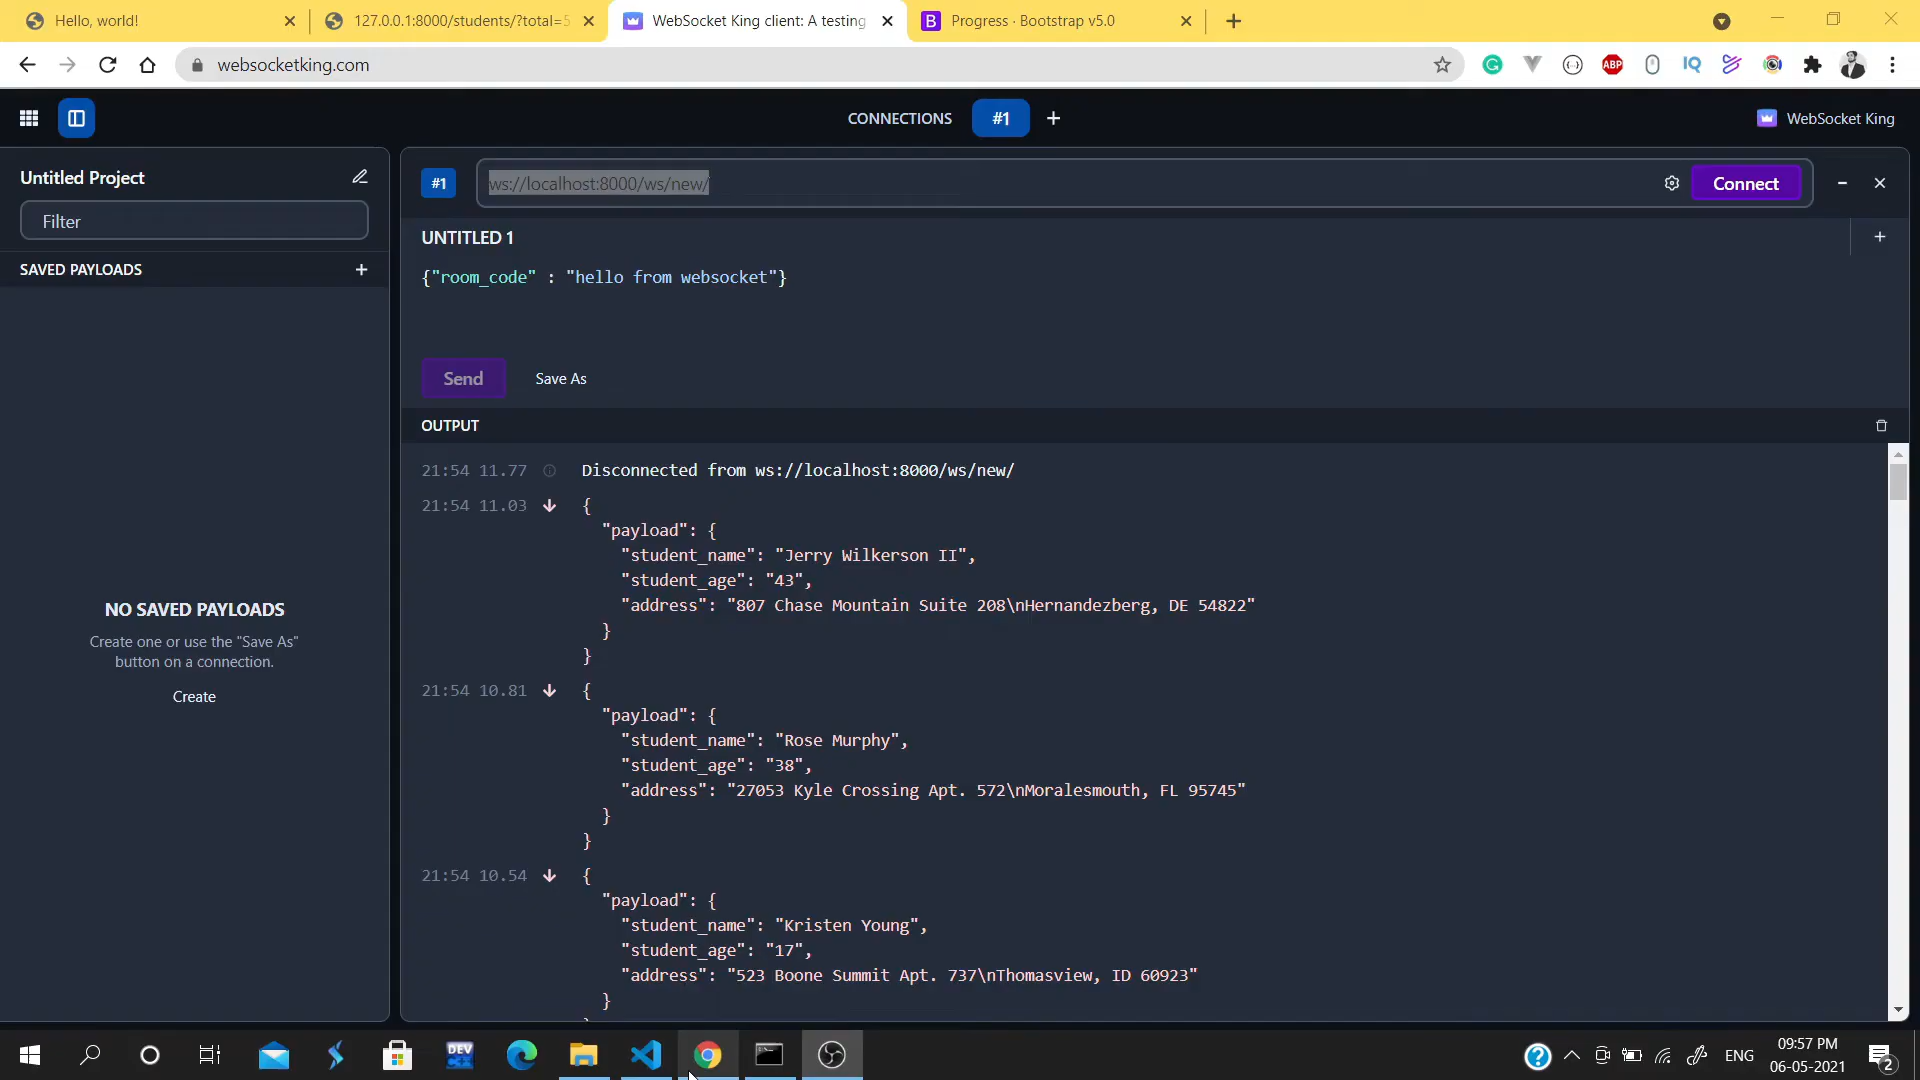 Hello, world!
127.0.0.1:8000/students/?total=5
WebSocket King client: A testing
B Progress · Bootstrap v5.0
websocketking.com
ABP
IQ
CONNECTIONS
#1
WebSocket King
Untitled Project
Filter
SAVED PAYLOADS
NO SAVED PAYLOADS
Create one or use the "Save As"
button on a connection.
Create
#1
ws://localhost:8000/ws/new/
Connect
UNTITLED 1
{"room_code" : "hello from websocket"}
Send
Save As
OUTPUT
21:54 11.77 Disconnected from ws://localhost:8000/ws/new/
21:54 11.03 {
"payload": {
"student_name": "Jerry Wilkerson II",
"student_age": "43",
"address": "807 Chase Mountain Suite 208\nHernandezberg, DE 54822"
}
}
21:54 10.81 {
"payload": {
"student_name": "Rose Murphy",
"student_age": "38",
"address": "27053 Kyle Crossing Apt. 572\nMoralesmouth, FL 95745"
}
}
21:54 10.54 {
"payload": {
"student_name": "Kristen Young",
"student_age": "17",
"address": "523 Boone Summit Apt. 737\nThomasview, ID 60923"
}
DEV
ENG
09:57 PM
06-05-2021
2